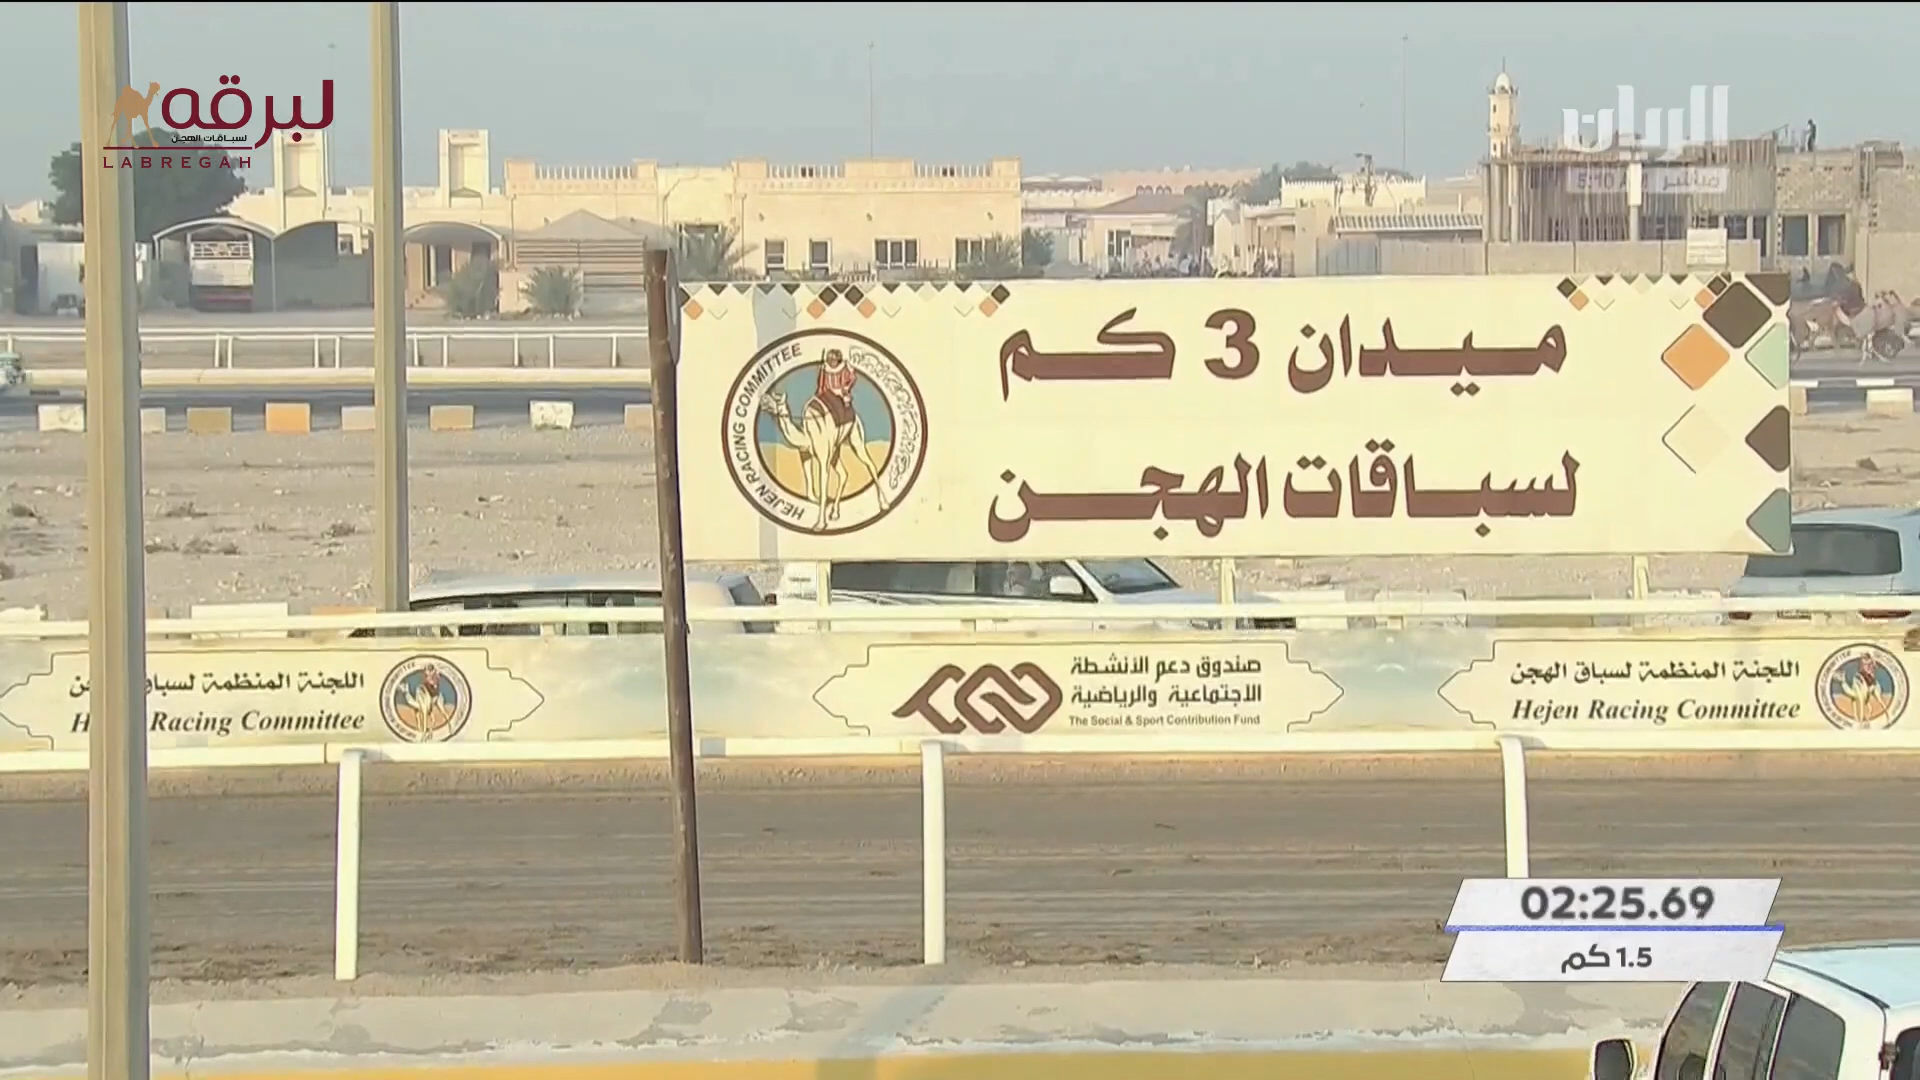 لبرقه
لسباقات الهجن
LABREGAH
الريان
مباشر
ميدان 3 كم
لسباقات الهجن
HEJEN RACING COMMITTEE
اللجنة المنظمة لسباق
Racing Committee
صندوق دعم الأنشطة
الاجتماعية والرياضية
The Social & Sport Contribution Fund
اللجنة المنظمة لسباق الهجن
Hejen Racing Committee
02:25.69
1.5 كم